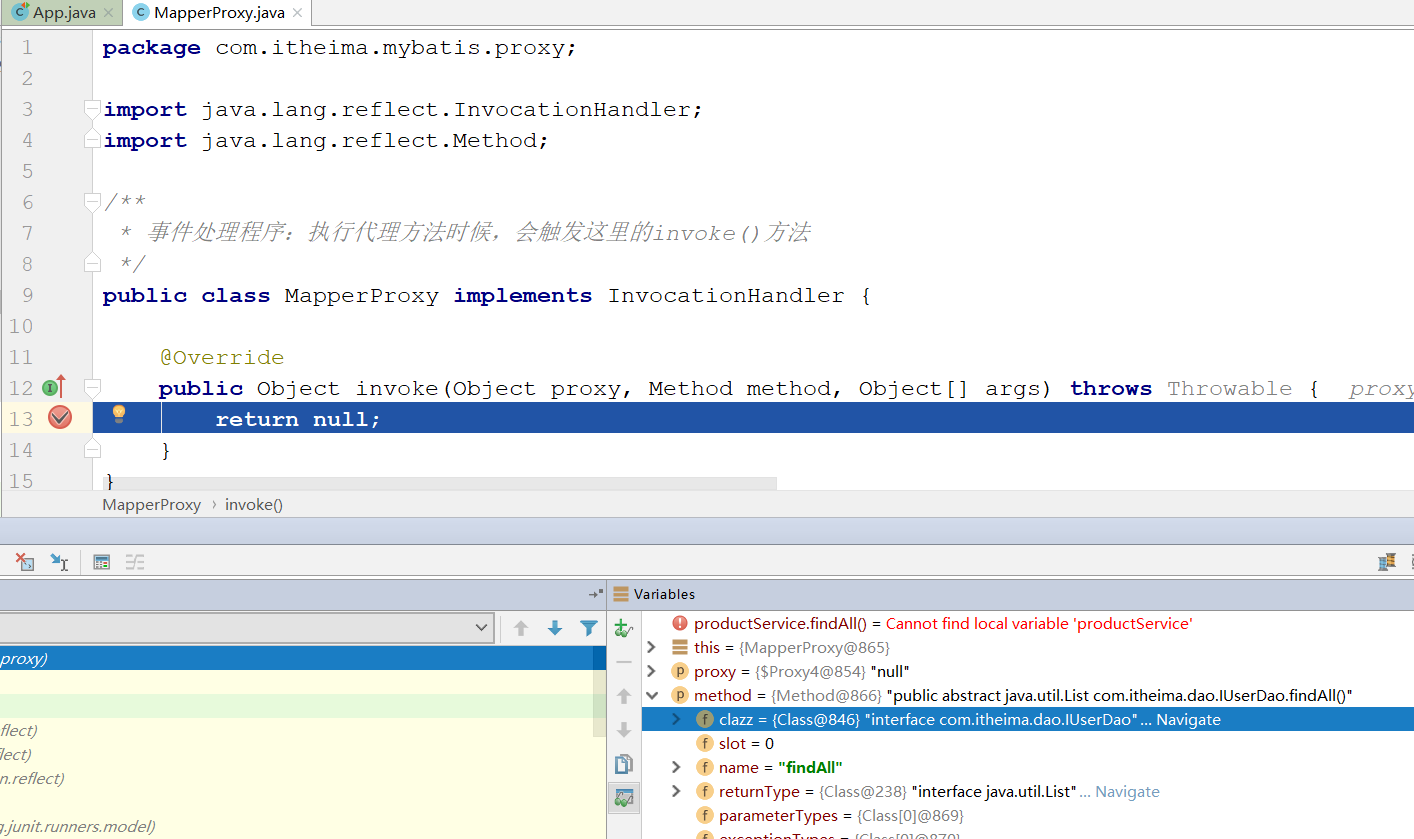 App.java MapperProxy.java
1 package com.itheima.mybatis.proxy;
2
3 import java.lang.reflect.InvocationHandler;
4 import java.lang.reflect.Method;
5
6 /**
7 * 事件处理程序：执行代理方法时候，会触发这里的invoke()方法
8 */
9 public class MapperProxy implements InvocationHandler {
10
11 @Override
12 public Object invoke(Object proxy, Method method, Object[] args) throws Throwable { proxy
13 return null;
14 }
15 }
MapperProxy › invoke()
Variables
productService.findAll() = Cannot find local variable 'productService'
this = {MapperProxy@865}
proxy)
proxy = {$Proxy4@854} "null"
method = {Method@866} "public abstract java.util.List com.itheima.dao.IUserDao.findAll()"
clazz = {Class@846} "interface com.itheima.dao.IUserDao"... Navigate
flect)
slot = 0
lect)
name = "findAll"
n.reflect)
returnType = {Class@238} "interface java.util.List"... Navigate
parameterTypes = {Class[0]@869}
g.junit.runners.model)
exceptionTypes = {Class[0]@870}